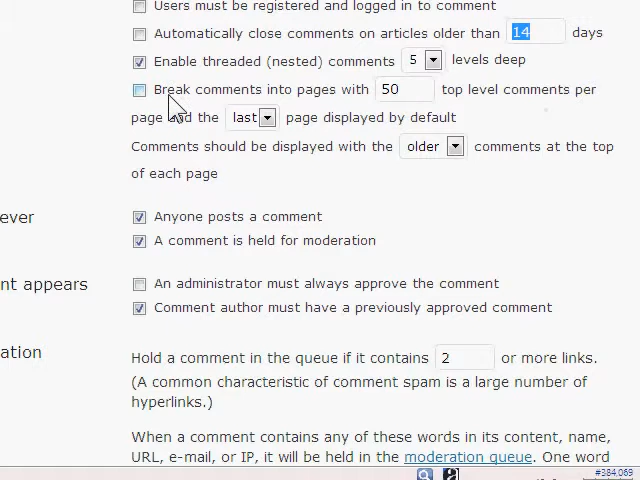 Users must be registered and logged in to comment
Automatically close comments on articles older than 14 days
Enable threaded (nested) comments 5 levels deep
Break comments into pages with 50 top level comments per
page and the last page displayed by default
Comments should be displayed with the older comments at the top
of each page
ever
Anyone posts a comment
A comment is held for moderation
nt appears
An administrator must always approve the comment
Comment author must have a previously approved comment
ation
Hold a comment in the queue if it contains 2 or more links.
(A common characteristic of comment spam is a large number of
hyperlinks.)
When a comment contains any of these words in its content, name,
URL, e-mail, or IP, it will be held in the moderation queue. One word
#384,069